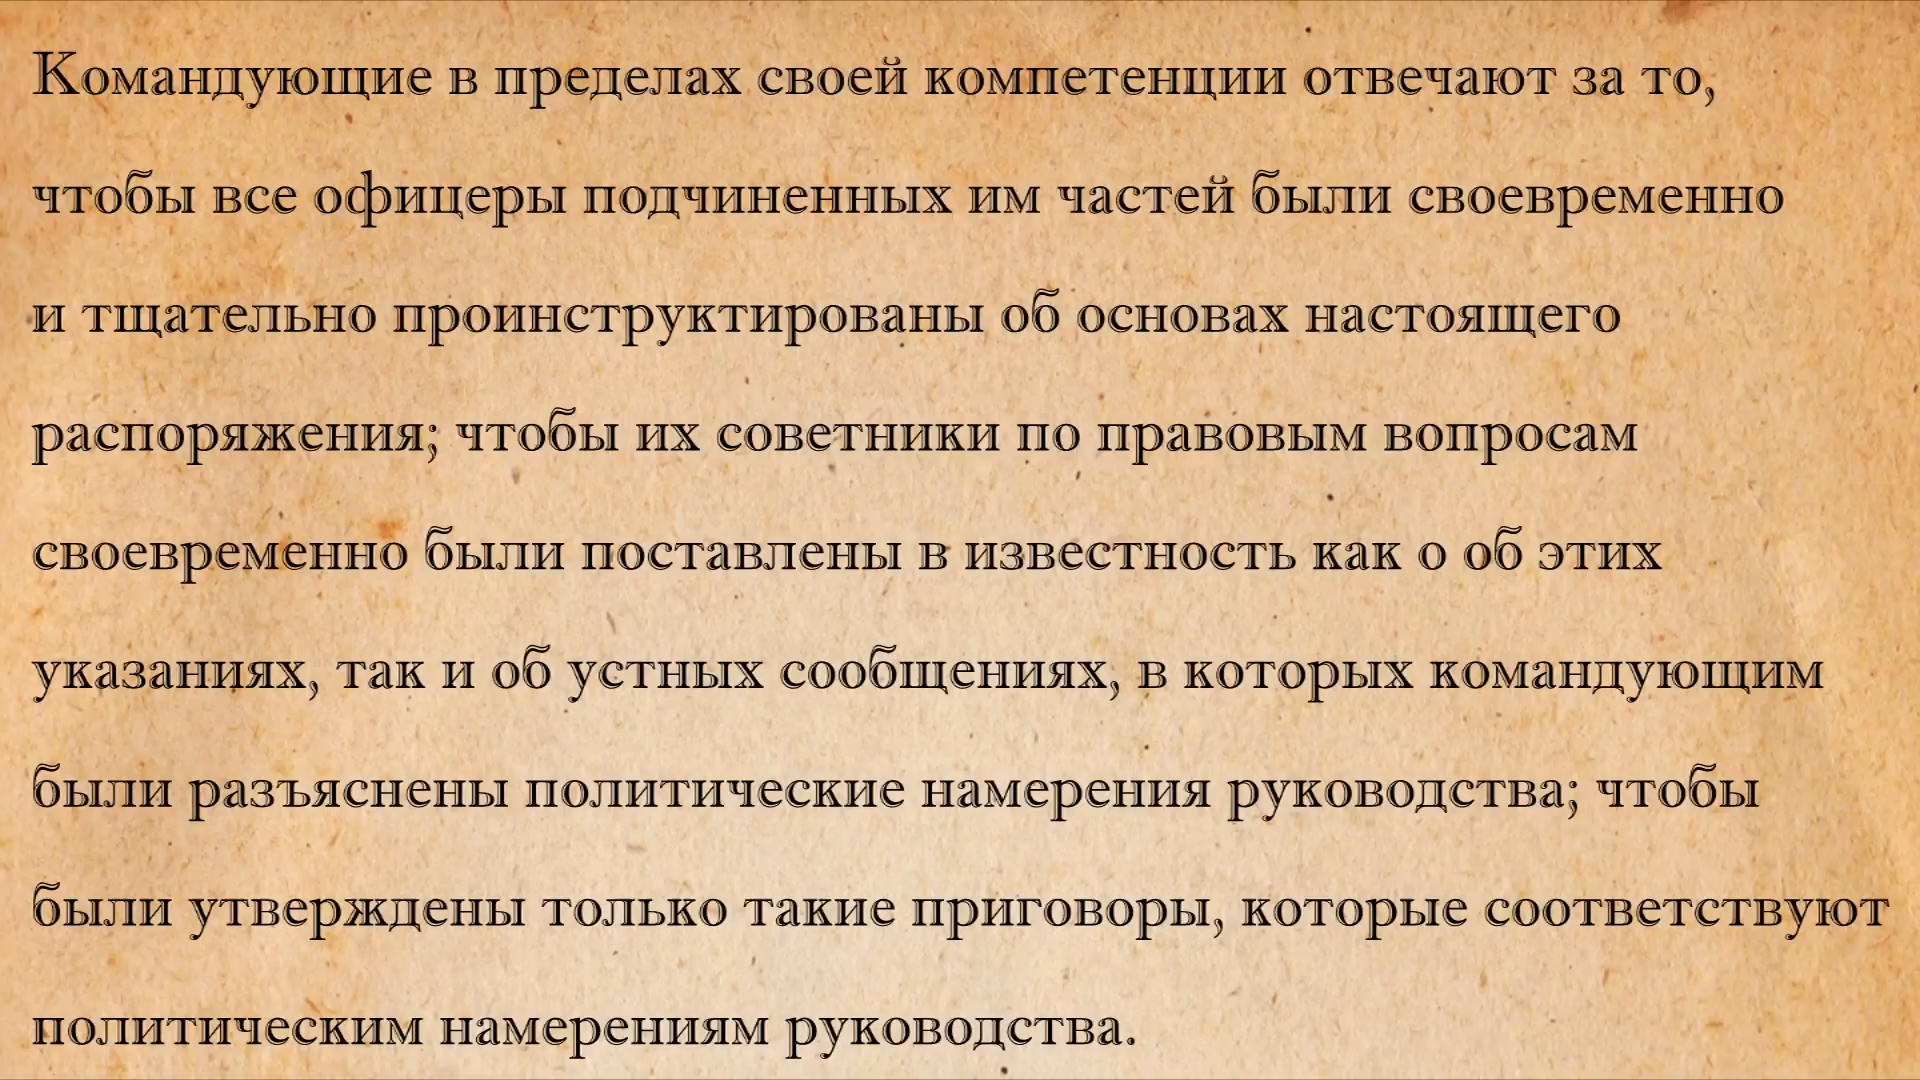 Командующие в пределах своей компетенции отвечают за то,
чтобы все офицеры подчиненных им частей были своевременно
и тщательно проинструктированы об основах настоящего
распоряжения; чтобы их советники по правовым вопросам
своевременно были поставлены в известность как о об этих
указаниях, так и об устных сообщениях, в которых командующим
были разъяснены политические намерения руководства; чтобы
были утверждены только такие приговоры, которые соответствуют
политическим намерениям руководства.